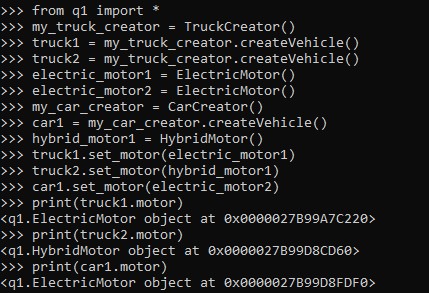 >>> from q1 import *
>>> my_truck_creator = TruckCreator()
>>> truck1 = my_truck_creator.createVehicle()
>>> truck2 = my_truck_creator.createVehicle()
>>> electric_motor1 = ElectricMotor()
>>> electric_motor2 = ElectricMotor()
>>> my_car_creator = CarCreator()
>>> car1 = my_car_creator.createVehicle()
>>> hybrid_motor1 = HybridMotor()
>>> truck1.set_motor(electric_motor1)
>>> truck2.set_motor(hybrid_motor1)
>>> car1.set_motor(electric_motor2)
>>> print(truck1.motor)
<q1.ElectricMotor object at 0x0000027B99A7C220>
>>> print(truck2.motor)
<q1.HybridMotor object at 0x0000027B99D8CD60>
>>> print(car1.motor)
<q1.ElectricMotor object at 0x0000027B99D8FDF0>